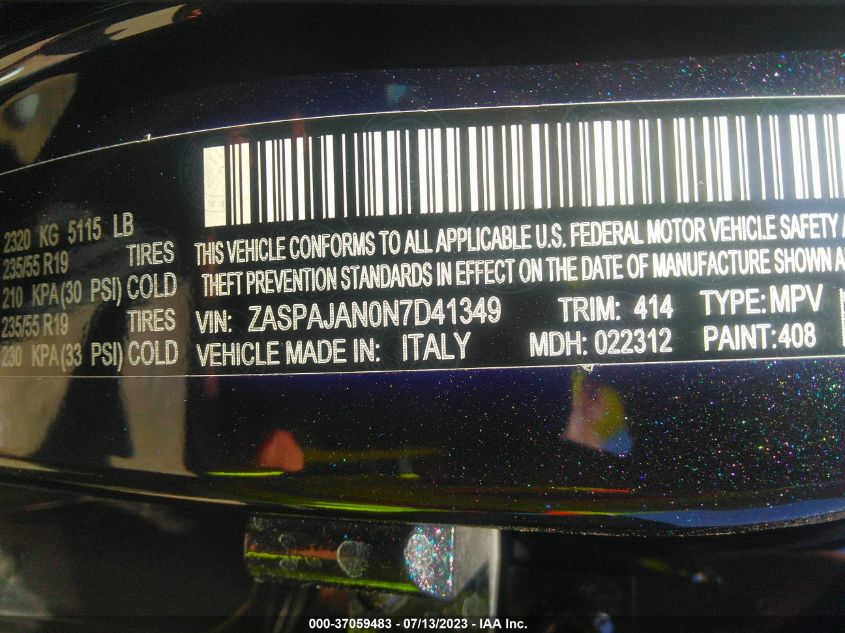 2320 KG 5115 LB
235/55 R19 TIRES
210 KPA(30 PSI) COLD
235/55 R19 TIRES
230 KPA(33 PSI) COLD
THIS VEHICLE CONFORMS TO ALL APPLICABLE U.S. FEDERAL MOTOR VEHICLE SAFETY
THEFT PREVENTION STANDARDS IN EFFECT ON THE DATE OF MANUFACTURE SHOWN
VIN: ZASPAJAN0N7D41349 TRIM: 414 TYPE:MPV
VEHICLE MADE IN: ITALY MDH: 022312 PAINT:408
000-37059483 - 07/13/2023 - IAA Inc.